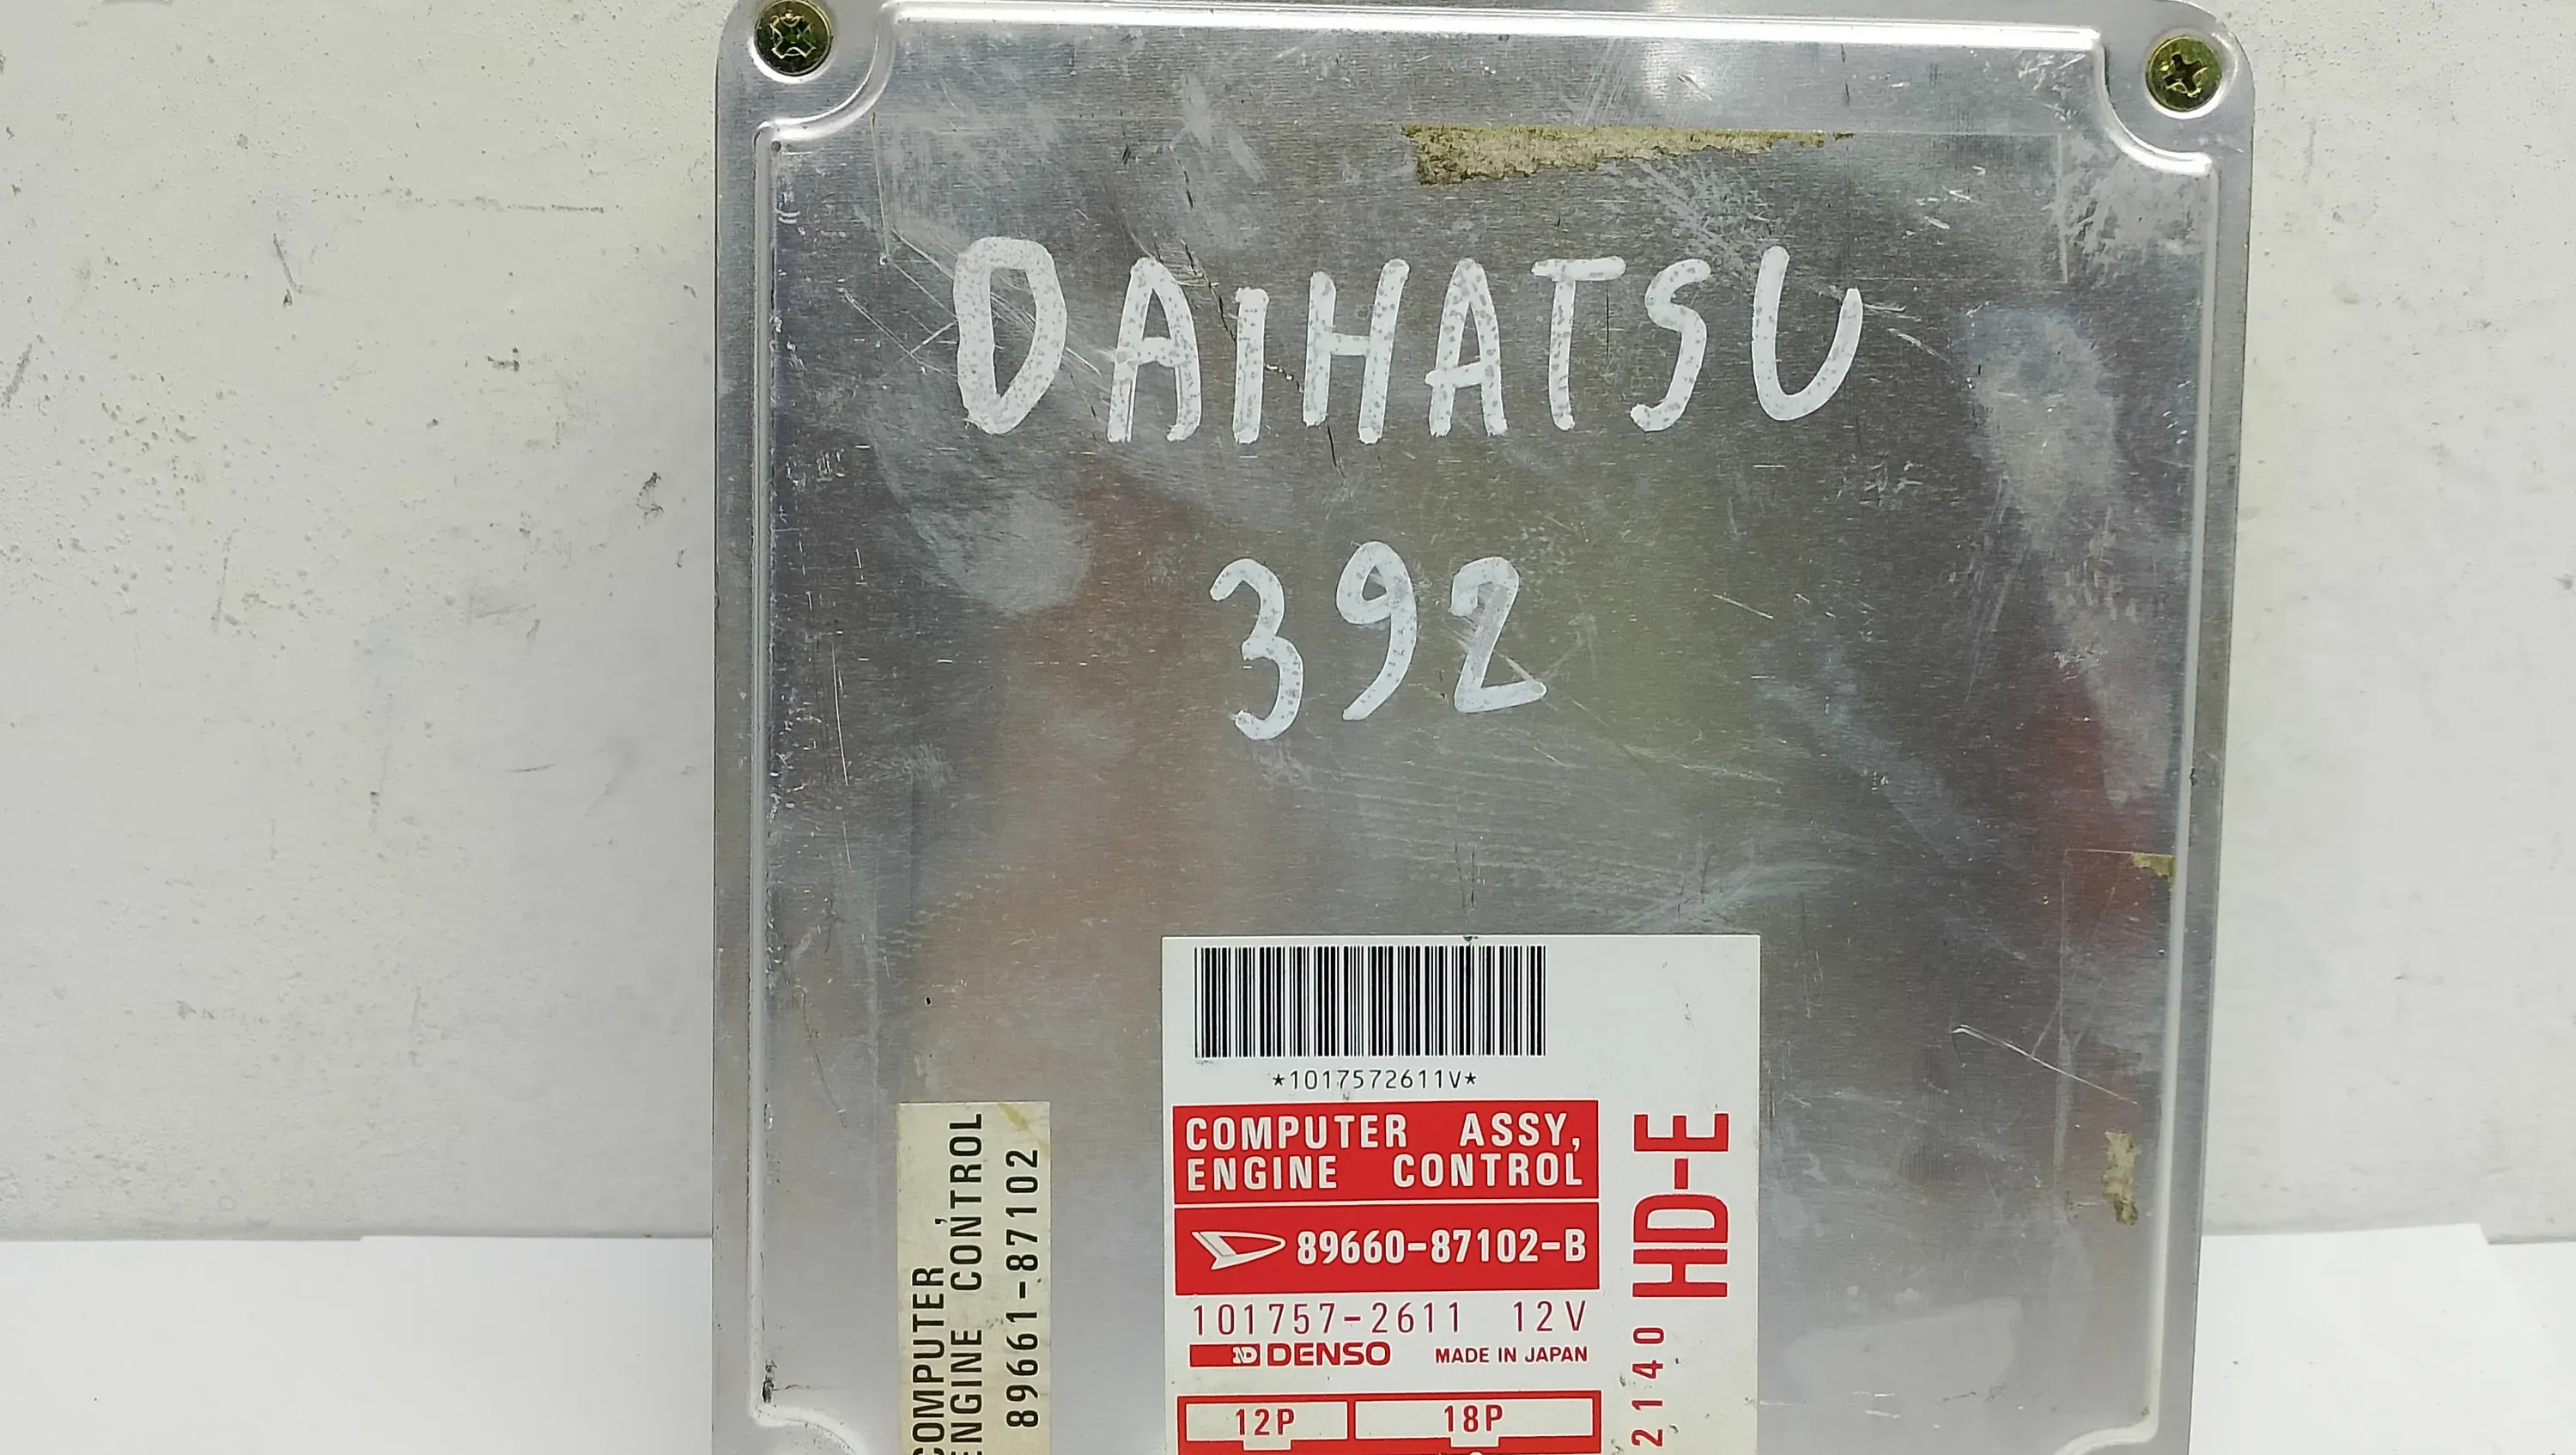 DAIHATSU
392
*1017572611V*
COMPUTER ASSY,
ENGINE CONTROL
89660-87102-B
101757-2611 12V
ND DENSO MADE IN JAPAN
12P 18P
2140 HD-E
COMPUTER,
ENGINE CONTROL
89661-87102